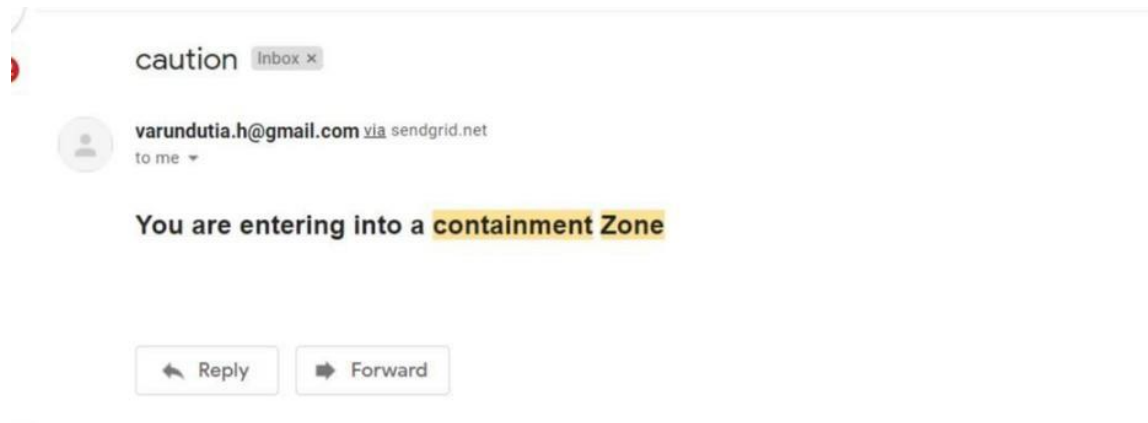 caution Inbox ×
varundutia.h@gmail.com via sendgrid.net
to me
You are entering into a containment Zone
Reply Forward